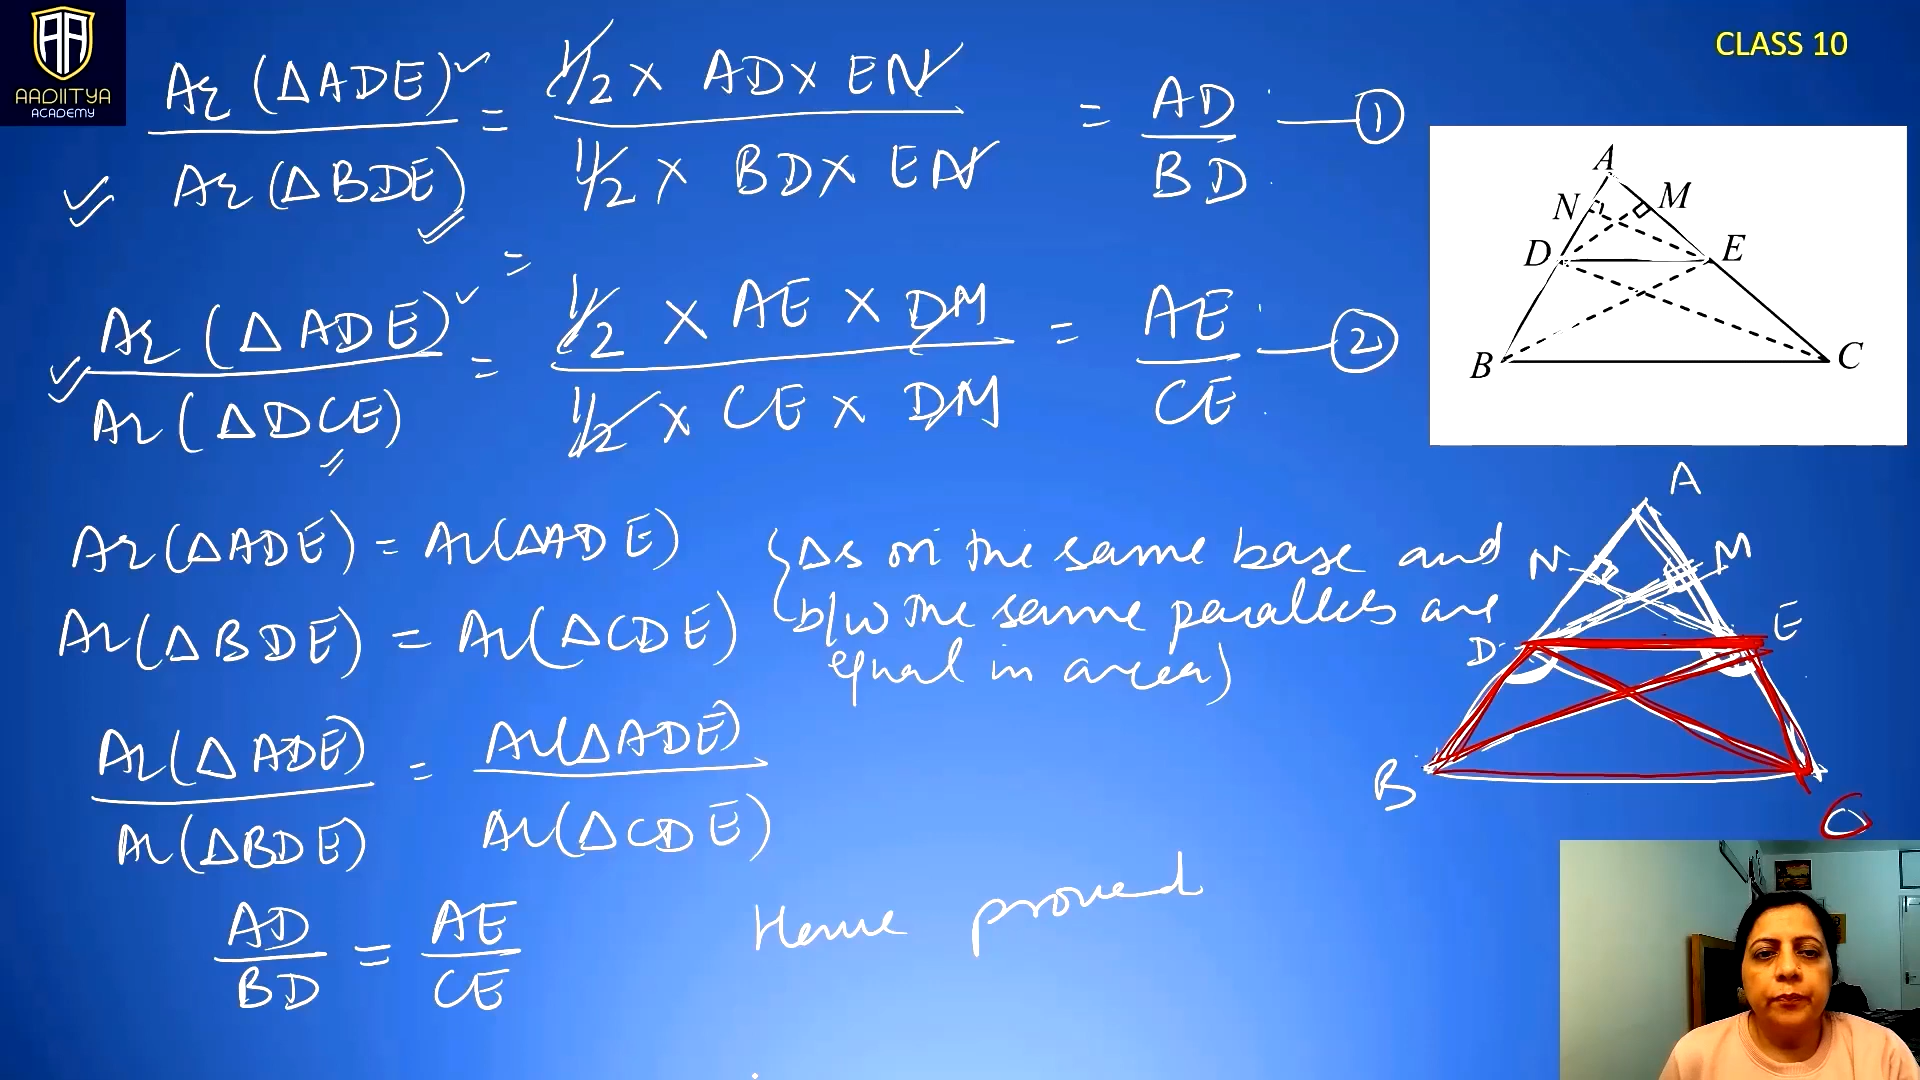 AADIITYA
ACADEMY
CLASS 10
Ar (ΔADE) / Ar (ΔBDE) = 1/2 × AD × EN / 1/2 × BD × EN = AD / BD — ①
=
Ar (ΔADE) / Ar (ΔDCE) = 1/2 × AE × DM / 1/2 × CE × DM = AE / CE — ②
Ar (ΔADE) = Ar (ΔADE)
Ar (ΔBDE) = Ar (ΔCDE)
{Δs on the same base and
b/w the same parallels are
equal in area)
Ar (ΔADE) / Ar (ΔBDE) = Ar (ΔADE) / Ar (ΔCDE)
AD / BD = AE / CE
Hence proved
A
N M
D E
B C
A
N M
D E
B C